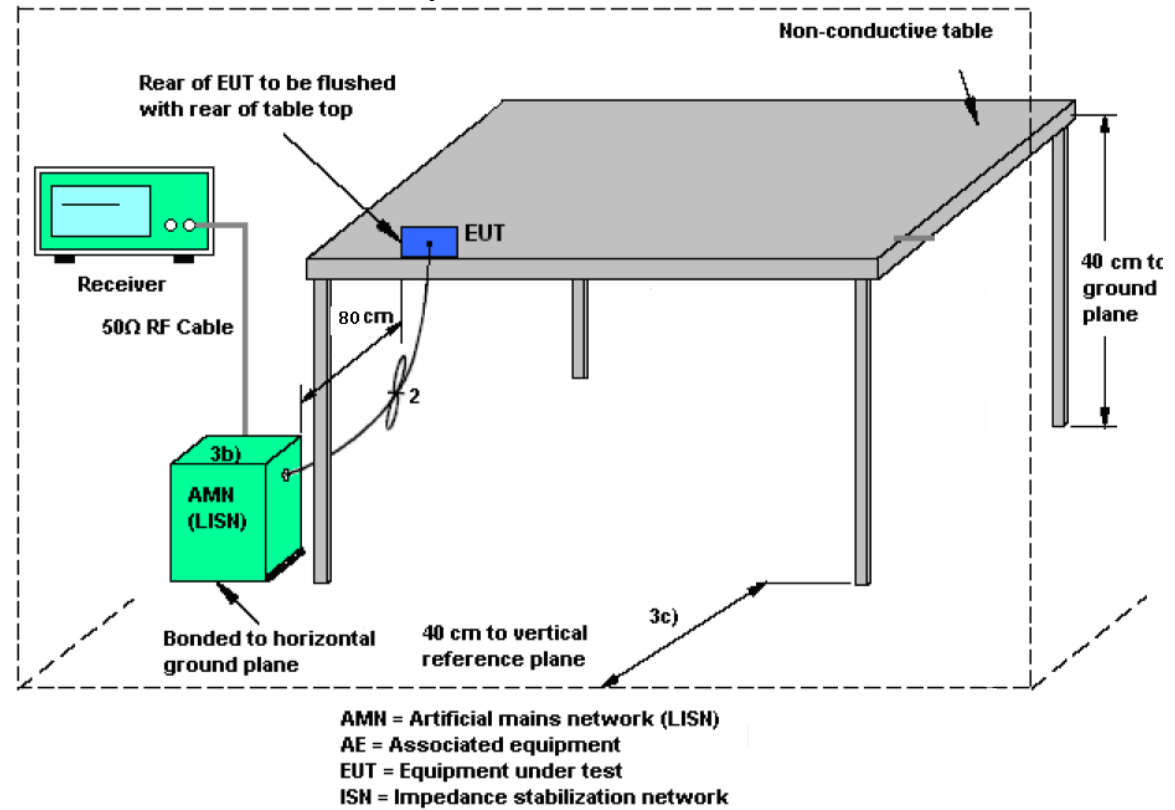 Non-conductive table
Rear of EUT to be flushed
with rear of table top
EUT
Receiver
40 cm to
ground
plane
50Ω RF Cable
80 cm
2
3b)
AMN
(LISN)
3c)
Bonded to horizontal
ground plane
40 cm to vertical
reference plane
AMN = Artificial mains network (LISN)
AE = Associated equipment
EUT = Equipment under test
ISN = Impedance stabilization network